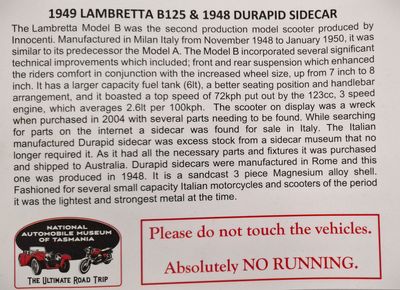 1949 LAMBRETTA B125 & 1948 DURAPID SIDECAR
The Lambretta Model B was the second production model scooter produced by
Innocenti. Manufactured in Milan Italy from November 1948 to January 1950, it was
similar to its predecessor the Model A. The Model B incorporated several significant
technical improvements which included; front and rear suspension which enhanced
the riders comfort in conjunction with the increased wheel size, up from 7 inch to 8
inch. It has a larger capacity fuel tank (6lt), a better seating position and handlebar
arrangement, and it boasted a top speed of 72kph put out by the 123cc, 3 speed
engine, which averages 2.6lt per 100kph. The scooter on display was a wreck
when purchased in 2004 with several parts needing to be found. While searching
for parts on the internet a sidecar was found for sale in Italy. The Italian
manufactured Durapid sidecar was excess stock from a sidecar museum that no
longer required it. As it had all the necessary parts and fixtures it was purchased
and shipped to Australia. Durapid sidecars were manufactured in Rome and this
one was produced in 1948. It is a sandcast 3 piece Magnesium alloy shell.
Fashioned for several small capacity Italian motorcycles and scooters of the period
it was the lightest and strongest metal at the time.
NATIONAL
AUTOMOBILE MUSEUM
OF TASMANIA
THE ULTIMATE ROAD TRIP
Please do not touch the vehicles.
Absolutely NO RUNNING.